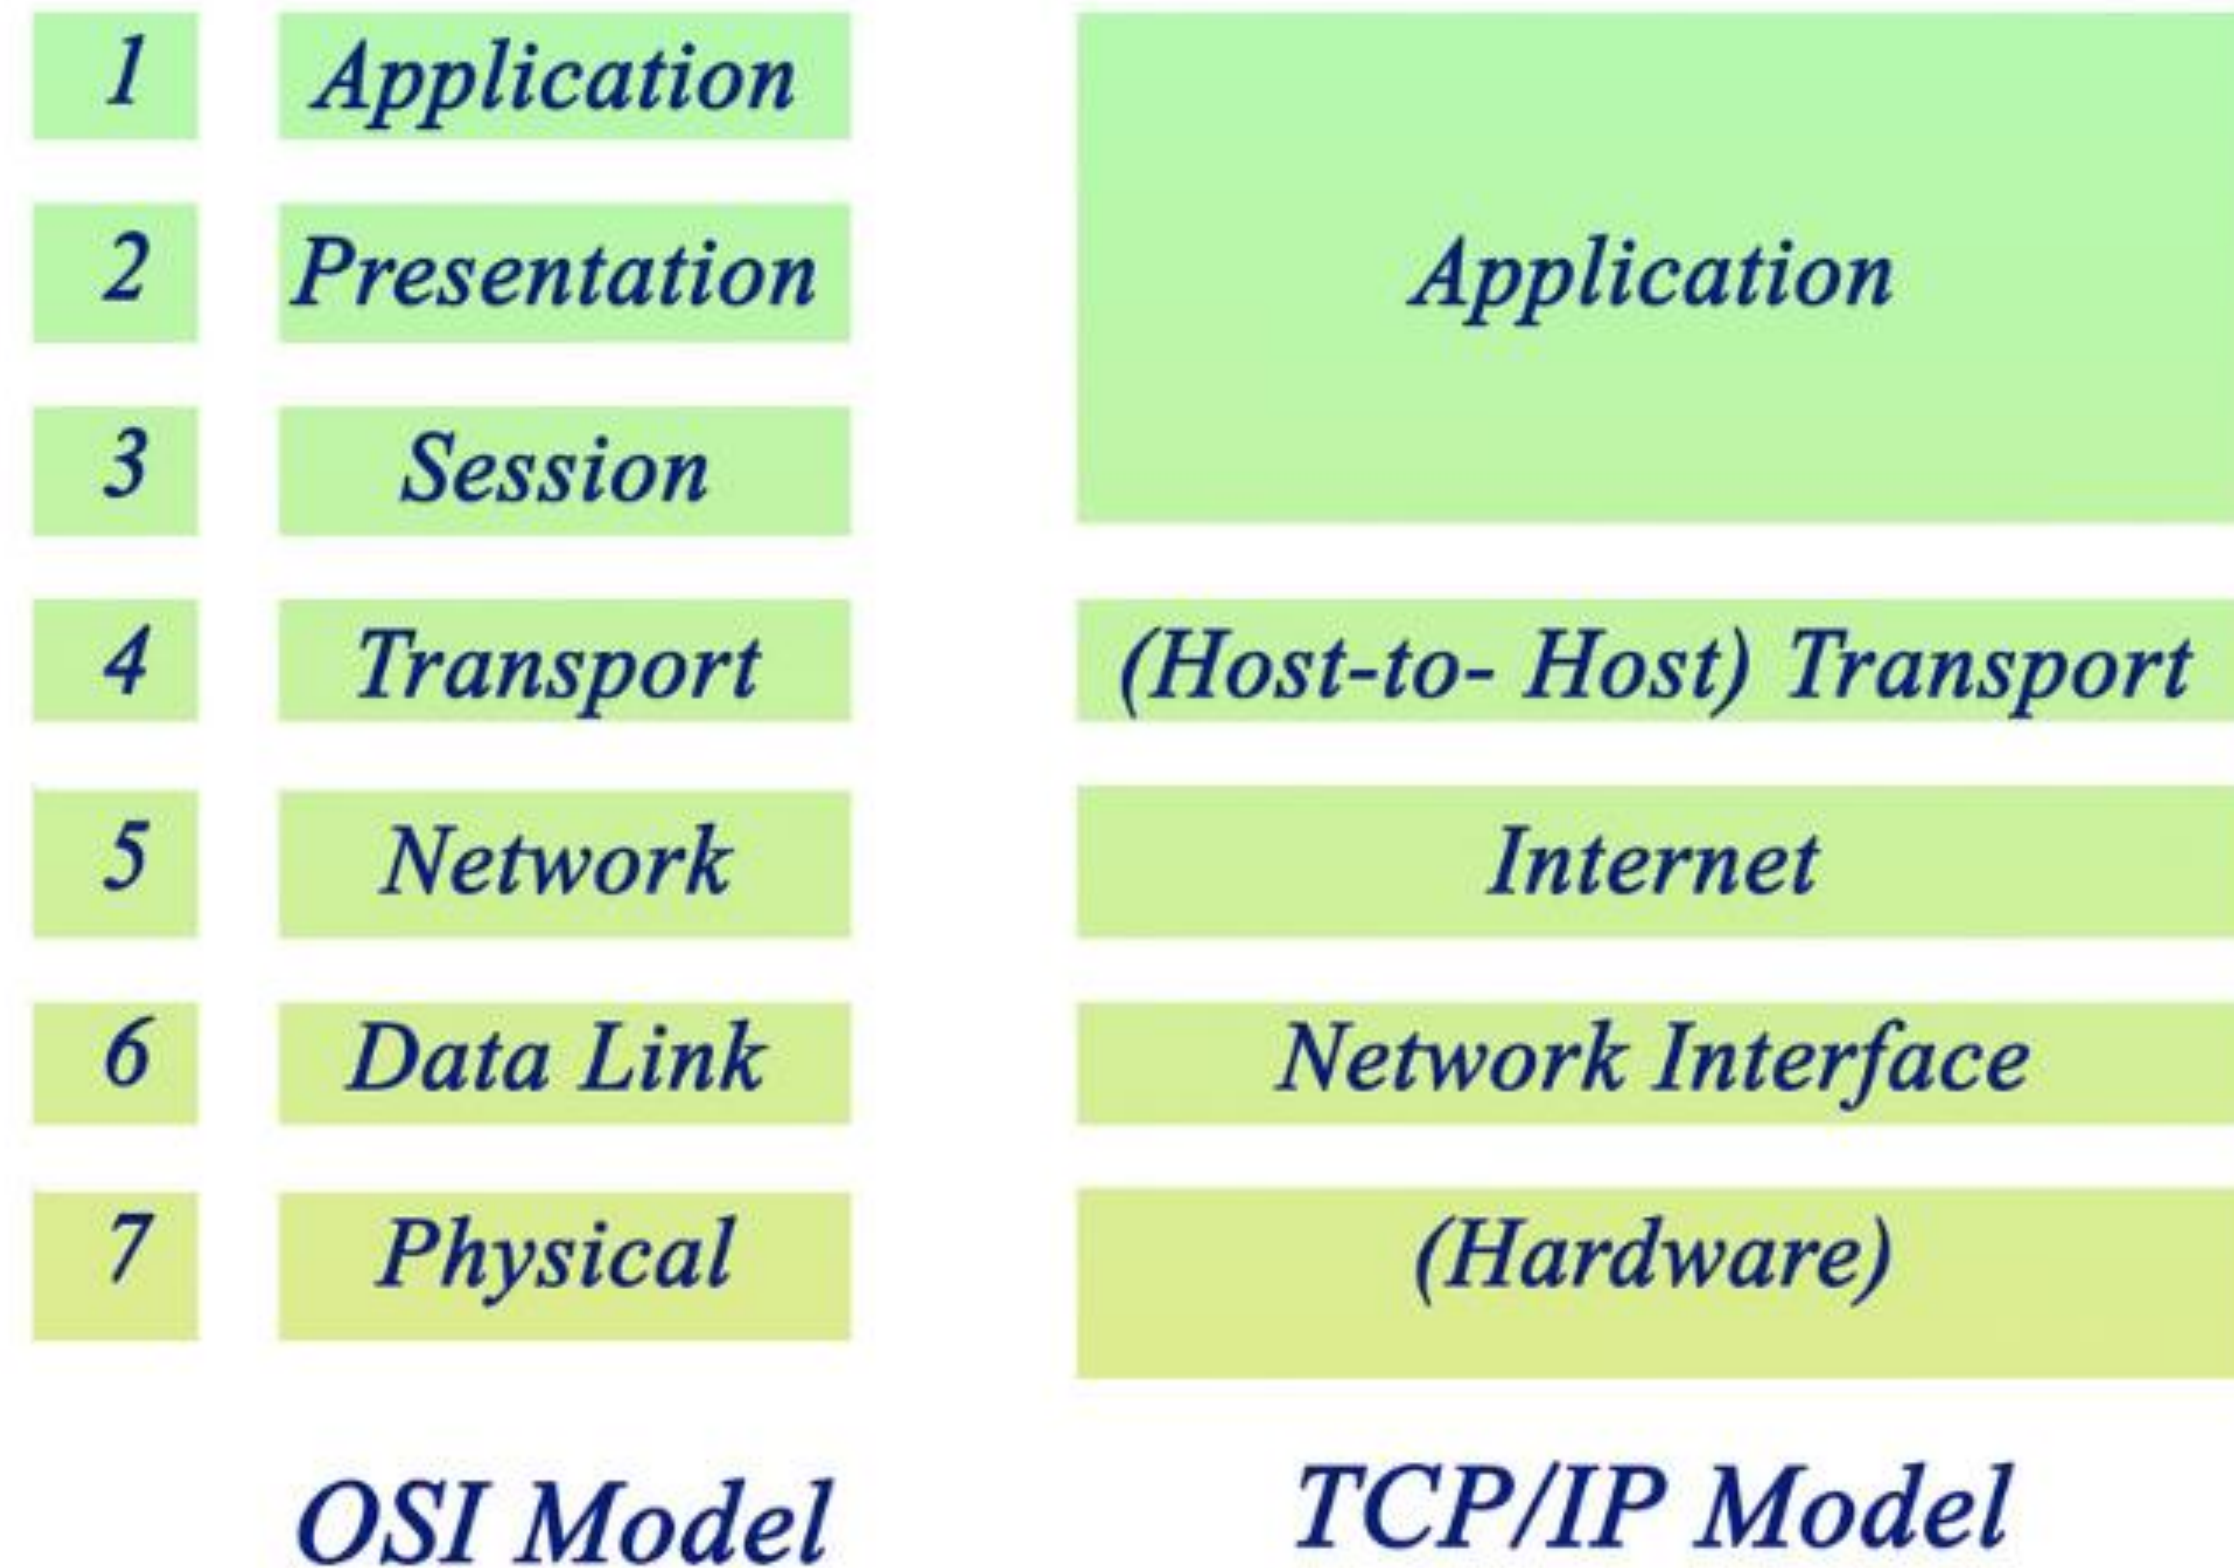 1 Application
2 Presentation Application
3 Session
4 Transport (Host-to- Host) Transport
5 Network Internet
6 Data Link Network Interface
7 Physical (Hardware)
OSI Model TCP/IP Model